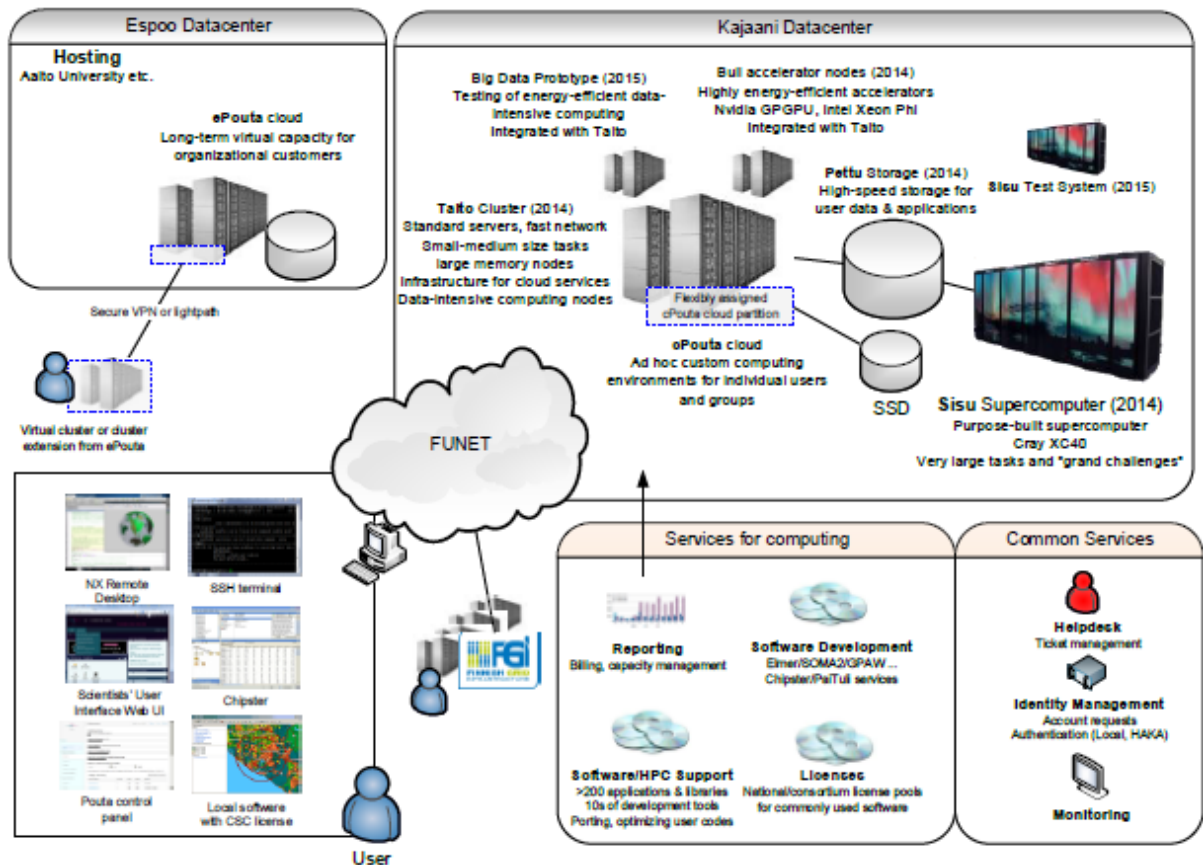 Espoo Datacenter
Hosting
Aalto University etc.
ePouta cloud
Long-term virtual capacity for
organizational customers
Secure VPN or lightpath
Virtual cluster or cluster
extension from ePouta
Kajaani Datacenter
Big Data Prototype (2015)
Testing of energy-efficient data-
intensive computing
Integrated with Taito
Bull accelerator nodes (2014)
Highly energy-efficient accelerators
Nvidia GPGPU, Intel Xeon Phi
Integrated with Taito
Sisu Test System (2015)
Pettu Storage (2014)
High-speed storage for
user data & applications
Taito Cluster (2014)
Standard servers, fast network
Small-medium size tasks
large memory nodes
Infrastructure for cloud services
Data-intensive computing nodes
Flexibly assigned
cPouta cloud partition
cPouta cloud
Ad hoc custom computing
environments for individual users
and groups
SSD
Sisu Supercomputer (2014)
Purpose-built supercomputer
Cray XC40
Very large tasks and "grand challenges"
FUNET
NX Remote
Desktop
SSH terminal
Scientists' User
Interface Web UI
Chipster
Pouta control
panel
Local software
with CSC license
User
FGI
FINNISH GRID
INFRASTRUCTURE
Services for computing
Reporting
Billing, capacity management
Software Development
Elmer/SOMA2/GPAW ...
Chipster/PaiTuli services
Software/HPC Support
>200 applications & libraries
10s of development tools
Porting, optimizing user codes
Licenses
National/consortium license pools
for commonly used software
Common Services
Helpdesk
Ticket management
Identity Management
Account requests
Authentication (Local, HAKA)
Monitoring